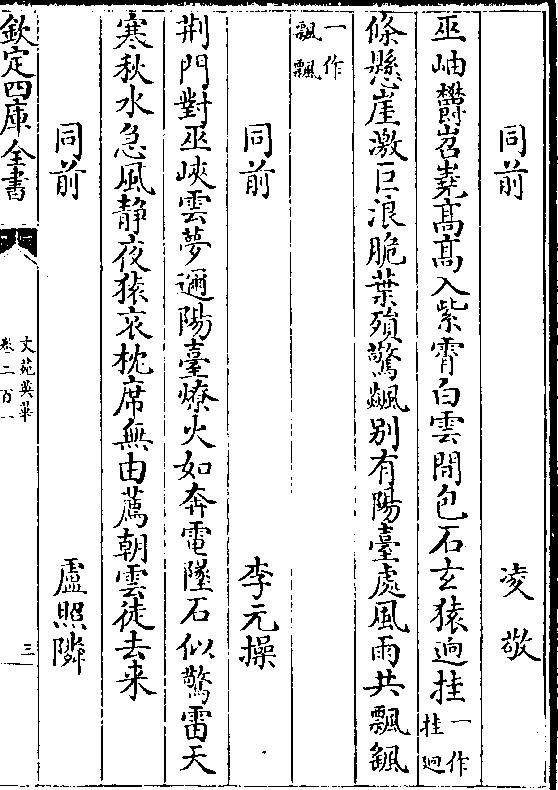 同前 凌敬
巫岫欝岧嶤高高入紫霄白雲間包石玄猿迥挂一作挂迥
條懸崖激巨浪脆葉殞驚飈別有陽臺處風雨共飄颻
一作飄飄
同前 李元操
荆門對巫峽雲夢邇陽臺燎火如奔電墜石似驚雷天
寒秋水急風静夜猿哀枕席無由薦朝雲徒去来
同前 盧照隣
欽定四庫全書 文苑英華卷二百一 三